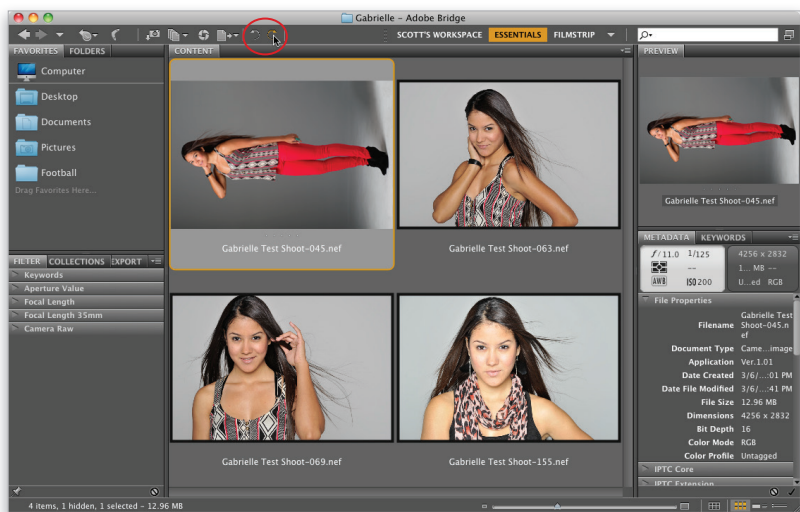 Gabrielle – Adobe Bridge
SCOTT'S WORKSPACE ESSENTIALS FILMSTRIP
FAVORITES FOLDERS
Computer
Desktop
Documents
Pictures
Football
Drag Favorites Here...
FILTER COLLECTIONS EXPORT
Keywords
Aperture Value
Focal Length
Focal Length 35mm
Camera Raw
CONTENT
Gabrielle Test Shoot-045.nef
Gabrielle Test Shoot-063.nef
Gabrielle Test Shoot-069.nef
Gabrielle Test Shoot-155.nef
PREVIEW
Gabrielle Test Shoot-045.nef
METADATA KEYWORDS
f/11.0 1/125
--
AWB ISO 200
4256 x 2832
1... MB --
U...ed RGB
File Properties
Filename Gabrielle Test
Shoot-045.n
ef
Document Type Came...image
Application Ver.1.01
Date Created 3/6/...:01 PM
Date File Modified 3/6/...:41 PM
File Size 12.96 MB
Dimensions 4256 x 2832
Bit Depth 16
Color Mode RGB
Color Profile Untagged
IPTC Core
IPTC Extension
4 items, 1 hidden, 1 selected - 12.96 MB